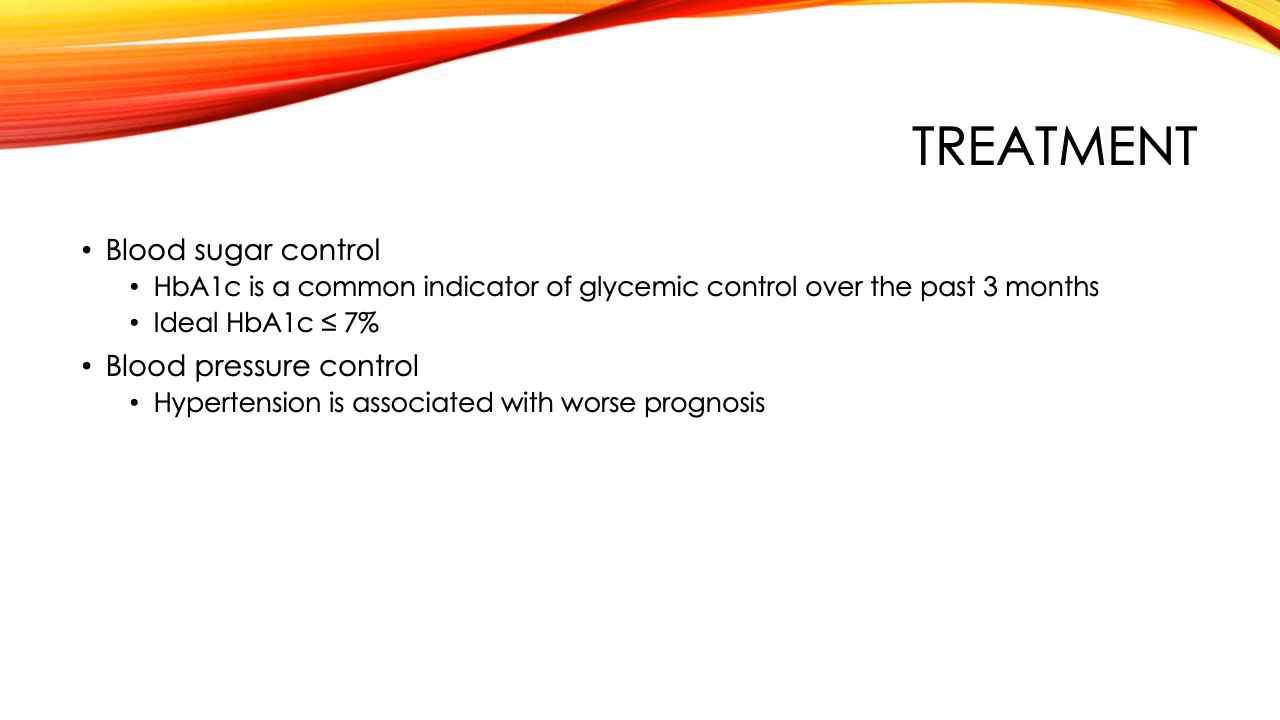 TREATMENT
• Blood sugar control
• HbA1c is a common indicator of glycemic control over the past 3 months
• Ideal HbA1c ≤ 7%
• Blood pressure control
• Hypertension is associated with worse prognosis